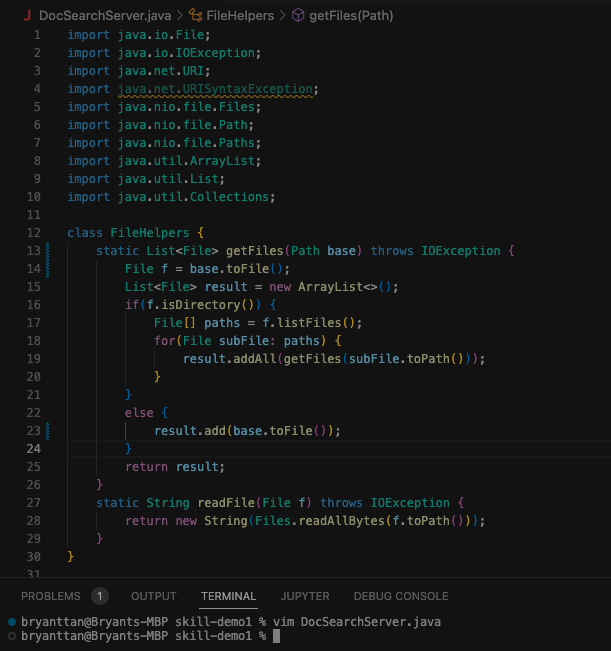 DocSearchServer.java > FileHelpers > getFiles(Path)
1 import java.io.File;
2 import java.io.IOException;
3 import java.net.URI;
4 import java.net.URISyntaxException;
5 import java.nio.file.Files;
6 import java.nio.file.Path;
7 import java.nio.file.Paths;
8 import java.util.ArrayList;
9 import java.util.List;
10 import java.util.Collections;
11
12 class FileHelpers {
13     static List<File> getFiles(Path base) throws IOException {
14         File f = base.toFile();
15         List<File> result = new ArrayList<>();
16         if(f.isDirectory()) {
17             File[] paths = f.listFiles();
18             for(File subFile: paths) {
19                 result.addAll(getFiles(subFile.toPath()));
20             }
21         }
22         else {
23             result.add(base.toFile());
24         }
25         return result;
26     }
27     static String readFile(File f) throws IOException {
28         return new String(Files.readAllBytes(f.toPath()));
29     }
30 }
31
PROBLEMS 1 OUTPUT TERMINAL JUPYTER DEBUG CONSOLE
bryanttan@Bryants-MBP skill-demo1 % vim DocSearchServer.java
bryanttan@Bryants-MBP skill-demo1 %